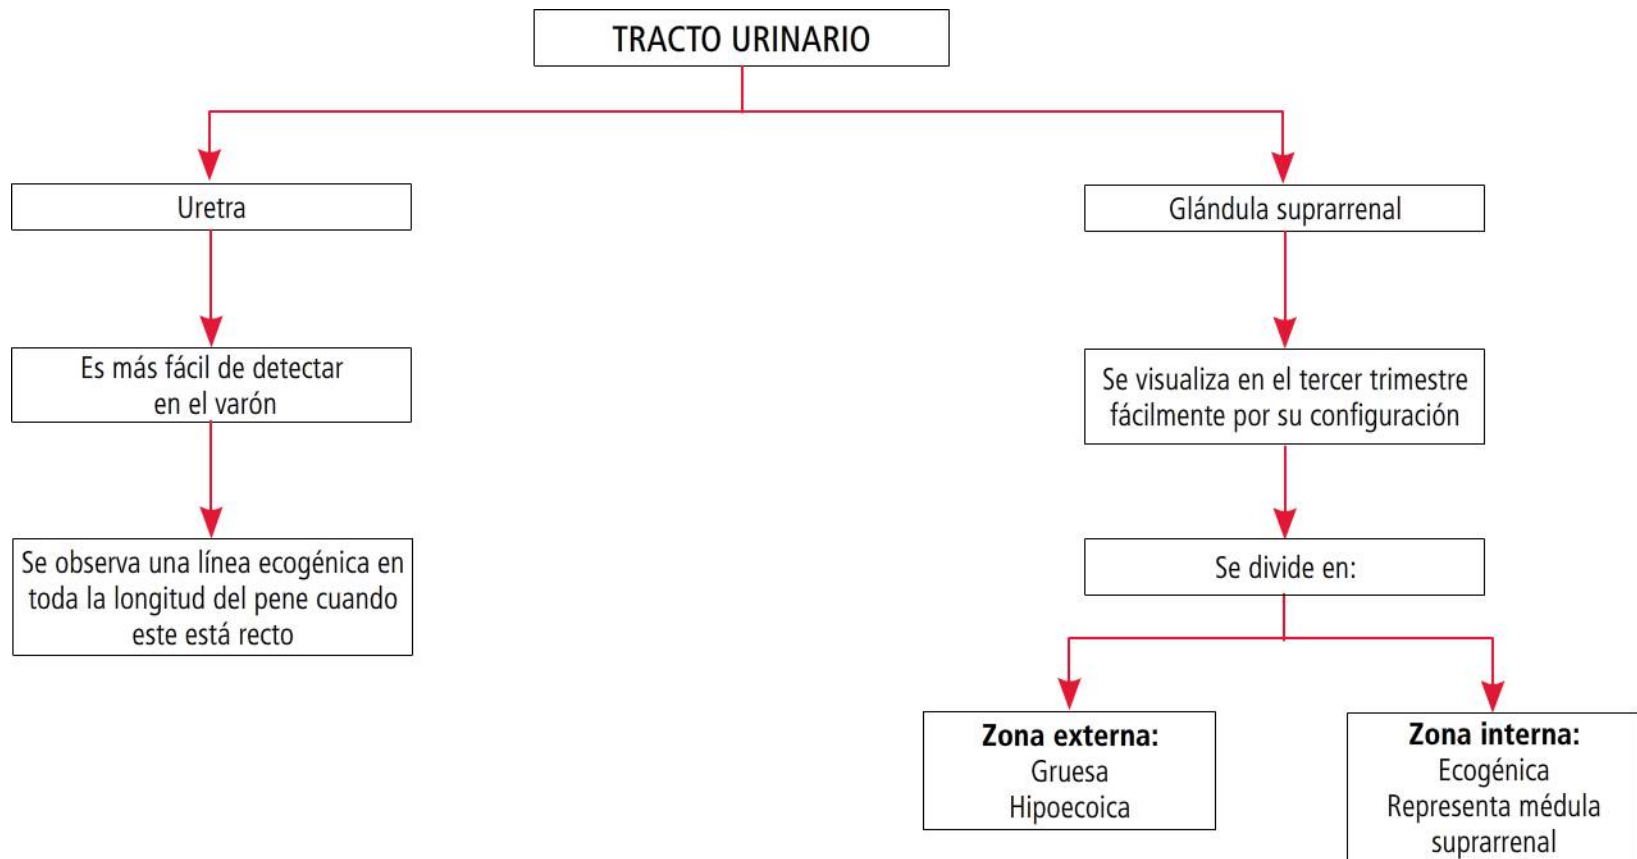 TRACTO URINARIO
Uretra
Es más fácil de detectar
en el varón
Se observa una línea ecogénica en
toda la longitud del pene cuando
este está recto
Glándula suprarrenal
Se visualiza en el tercer trimestre
fácilmente por su configuración
Se divide en:
Zona externa:
Gruesa
Hipoecoica
Zona interna:
Ecogénica
Representa médula
suprarrenal